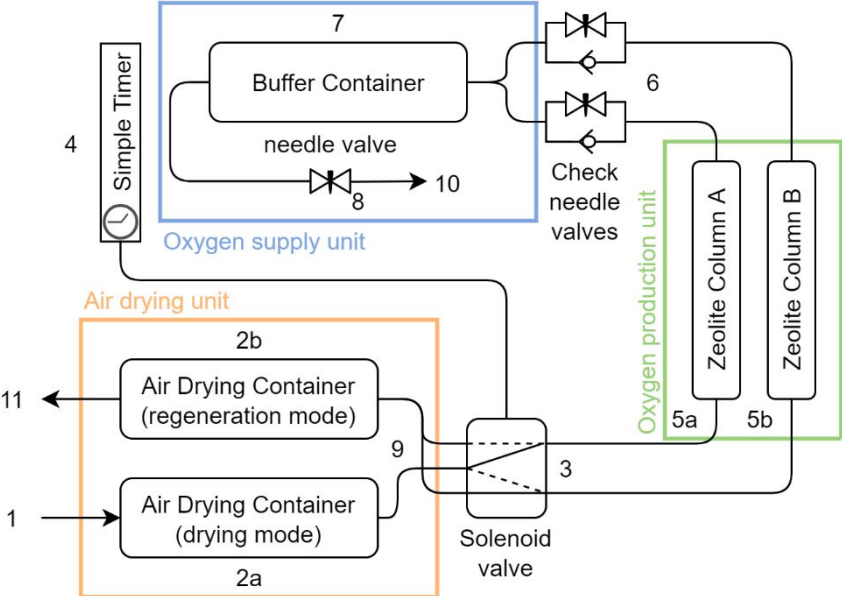 7
Buffer Container
needle valve
8
10
Oxygen supply unit
4
Simple Timer
6
Check
needle
valves
Oxygen production unit
Zeolite Column A
Zeolite Column B
5a
5b
Air drying unit
2b
Air Drying Container
(regeneration mode)
11
9
3
Air Drying Container
(drying mode)
1
2a
Solenoid
valve